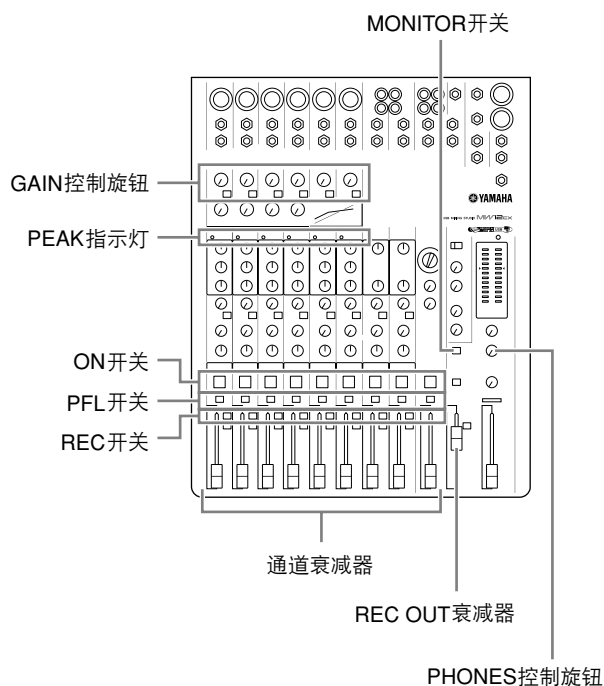 MONITOR开关
GAIN控制旋钮
YAMAHA
MW12CX
PEAK指示灯
ON开关
PFL开关
REC开关
通道衰减器
REC OUT衰减器
PHONES控制旋钮